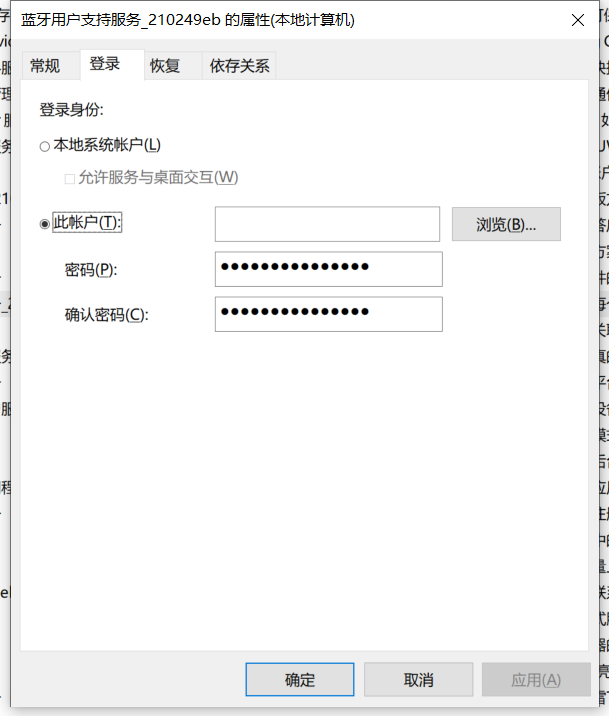 蓝牙用户支持服务_210249eb 的属性(本地计算机)
常规 登录 恢复 依存关系
登录身份:
本地系统帐户(L)
允许服务与桌面交互(W)
此帐户(T):
浏览(B)...
密码(P): ●●●●●●●●●●●●●●●
确认密码(C): ●●●●●●●●●●●●●●●
确定 取消 应用(A)